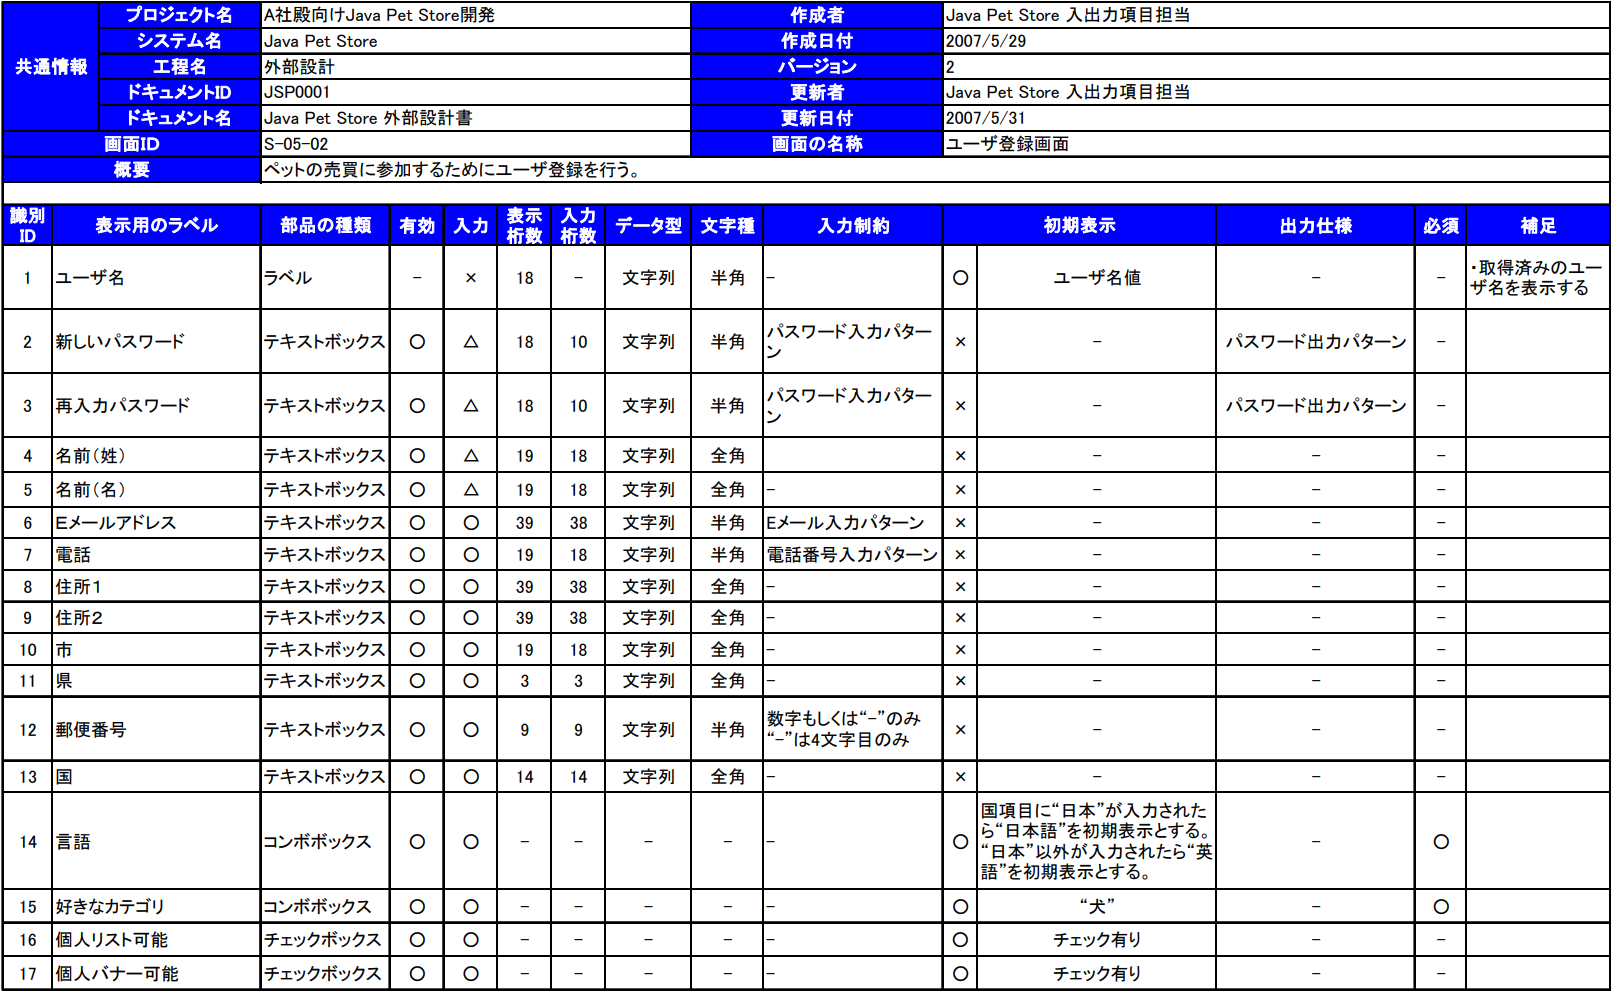 共通情報
プロジェクト名 A社殿向けJava Pet Store開発 作成者 Java Pet Store 入出力項目担当
システム名 Java Pet Store 作成日付 2007/5/29
工程名 外部設計 バージョン 2
ドキュメントID JSP0001 更新者 Java Pet Store 入出力項目担当
ドキュメント名 Java Pet Store 外部設計書 更新日付 2007/5/31
画面ID S-05-02 画面の名称 ユーザ登録画面
概要 ペットの売買に参加するためにユーザ登録を行う。
識別ID 表示用のラベル 部品の種類 有効 入力 表示桁数 入力桁数 データ型 文字種 入力制約 初期表示 出力仕様 必須 補足
1 ユーザ名 ラベル - × 18 - 文字列 半角 - ○ ユーザ名値 - - ・取得済みのユーザ名を表示する
2 新しいパスワード テキストボックス ○ △ 18 10 文字列 半角 パスワード入力パターン × - パスワード出力パターン -
3 再入力パスワード テキストボックス ○ △ 18 10 文字列 半角 パスワード入力パターン × - パスワード出力パターン -
4 名前（姓） テキストボックス ○ △ 19 18 文字列 全角 × - - -
5 名前（名） テキストボックス ○ △ 19 18 文字列 全角 - × - - -
6 Ｅメールアドレス テキストボックス ○ ○ 39 38 文字列 半角 Eメール入力パターン × - - -
7 電話 テキストボックス ○ ○ 19 18 文字列 半角 電話番号入力パターン × - - -
8 住所１ テキストボックス ○ ○ 39 38 文字列 全角 - × - - -
9 住所２ テキストボックス ○ ○ 39 38 文字列 全角 - × - - -
10 市 テキストボックス ○ ○ 19 18 文字列 全角 - × - - -
11 県 テキストボックス ○ ○ 3 3 文字列 全角 - × - - -
12 郵便番号 テキストボックス ○ ○ 9 9 文字列 半角 数字もしくは“-”のみ
“-”は4文字目のみ × - - -
13 国 テキストボックス ○ ○ 14 14 文字列 全角 - × - - -
14 言語 コンボボックス ○ ○ - - - - - ○ 国項目に“日本”が入力された
ら“日本語”を初期表示とする。
“日本”以外が入力されたら“英
語”を初期表示とする。 - ○
15 好きなカテゴリ コンボボックス ○ ○ - - - - - ○ “犬” - ○
16 個人リスト可能 チェックボックス ○ ○ - - - - - ○ チェック有り - -
17 個人バナー可能 チェックボックス ○ ○ - - - - - ○ チェック有り - -